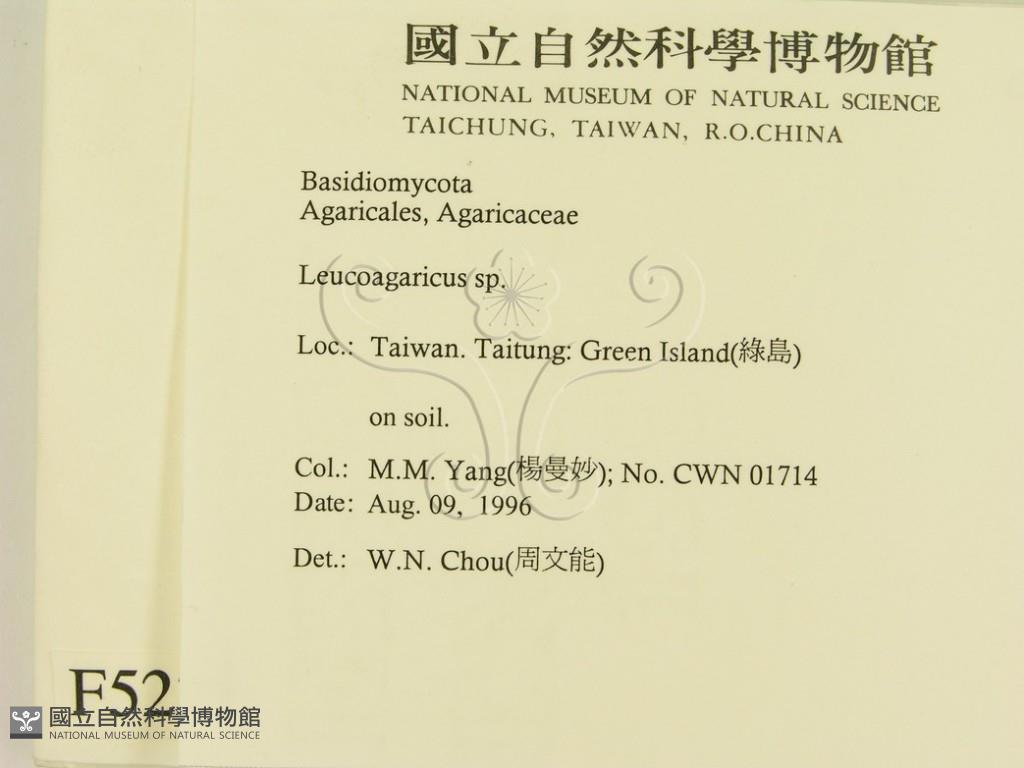 國立自然科學博物館
NATIONAL MUSEUM OF NATURAL SCIENCE
TAICHUNG, TAIWAN, R.O.CHINA
Basidiomycota
Agaricales, Agaricaceae
Leucoagaricus sp.
Loc.: Taiwan. Taitung: Green Island(綠島)
on soil.
Col.: M.M. Yang(楊曼妙); No. CWN 01714
Date: Aug. 09, 1996
Det.: W.N. Chou(周文能)
F52
國立自然科學博物館
NATIONAL MUSEUM OF NATURAL SCIENCE